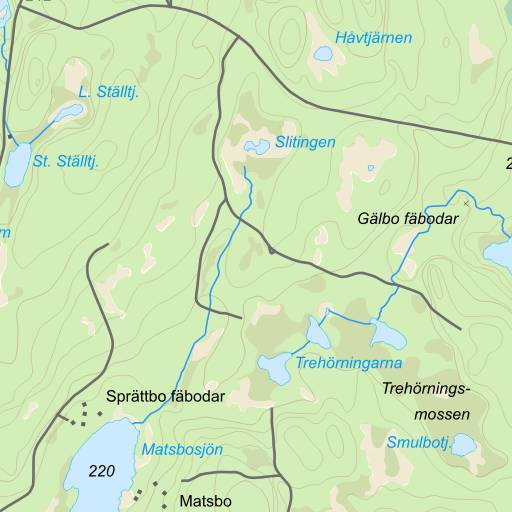 Håvtjärnen
L. Ställtj.
Slitingen
St. Ställtj.
Gälbo fäbodar
Trehörningarna
Sprättbo fäbodar
Trehörnings-
mossen
Matsbosjön
Smulbotj.
220
Matsbo